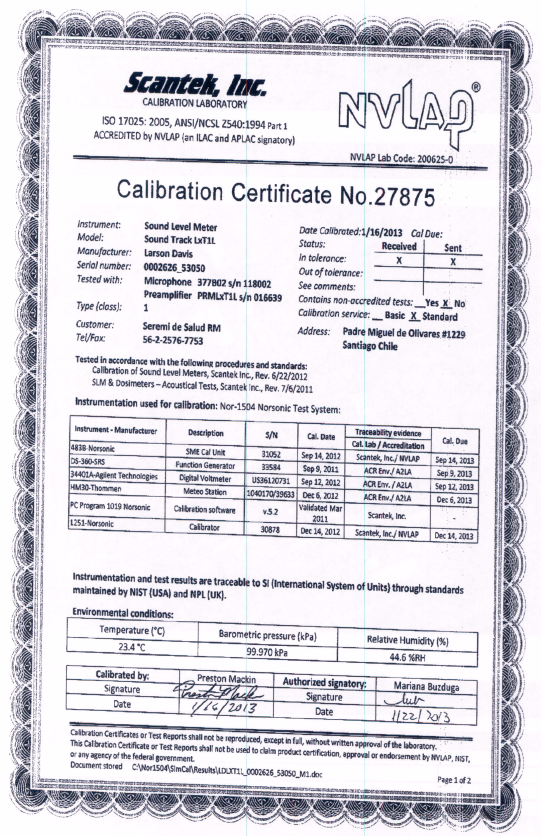 Scantek, Inc.
CALIBRATION LABORATORY
ISO 17025: 2005, ANSI/NCSL Z540:1994 Part 1
ACCREDITED by NVLAP (an ILAC and APLAC signatory)
NVLAP®
NVLAP Lab Code: 200625-0
Calibration Certificate No.27875
Instrument: Sound Level Meter
Model: Sound Track LxT1L
Manufacturer: Larson Davis
Serial number: 0002626_53050
Tested with: Microphone 377B02 s/n 118002
Preamplifier PRMLxT1L s/n 016639
Type (class): 1
Customer: Seremi de Salud RM
Tel/Fax: 56-2-2576-7753
Date Calibrated:1/16/2013 Cal Due:
Status: Received Sent
In tolerance: X X
Out of tolerance:
See comments:
Contains non-accredited tests: __Yes X No
Calibration service: __ Basic X Standard
Address: Padre Miguel de Olivares #1229
Santiago Chile
Tested in accordance with the following procedures and standards:
Calibration of Sound Level Meters, Scantek Inc., Rev. 6/22/2012
SLM & Dosimeters – Acoustical Tests, Scantek Inc., Rev. 7/6/2011
Instrumentation used for calibration: Nor-1504 Norsonic Test System:
Instrument - Manufacturer Description S/N Cal. Date Traceability evidence Cal. Due
Cal. Lab / Accreditation
483B-Norsonic SME Cal Unit 31052 Sep 14, 2012 Scantek, Inc./ NVLAP Sep 14, 2013
DS-360-SRS Function Generator 33584 Sep 9, 2011 ACR Env./ A2LA Sep 9, 2013
34401A-Agilent Technologies Digital Voltmeter US36120731 Sep 12, 2012 ACR Env. / A2LA Sep 12, 2013
HM30-Thommen Meteo Station 1040170/39633 Dec 6, 2012 ACR Env./ A2LA Dec 6, 2013
PC Program 1019 Norsonic Calibration software v.5.2 Validated Mar 2011 Scantek, Inc. -
1251-Norsonic Calibrator 30878 Dec 14, 2012 Scantek, Inc./ NVLAP Dec 14, 2013
Instrumentation and test results are traceable to SI (International System of Units) through standards
maintained by NIST (USA) and NPL (UK).
Environmental conditions:
Temperature (°C) Barometric pressure (kPa) Relative Humidity (%)
23.4 °C 99.970 kPa 44.6 %RH
Calibrated by: Preston Mackin Authorized signatory: Mariana Buzduga
Signature Preston Mackin Signature
Date 1/16/2013 Date 1/22/2013
Calibration Certificates or Test Reports shall not be reproduced, except in full, without written approval of the laboratory.
This Calibration Certificate or Test Reports shall not be used to claim product certification, approval or endorsement by NVLAP, NIST,
or any agency of the federal government.
Document stored C:\Nor1504\SlmCal\Results\LDLXT1L_0002626_53050_M1.doc
Page 1 of 2